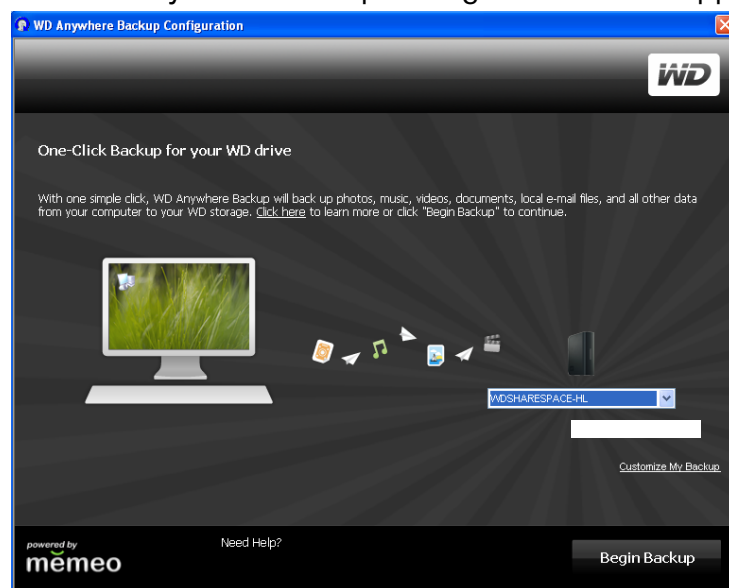 WD Anywhere Backup Configuration
WD
One-Click Backup for your WD drive
With one simple click, WD Anywhere Backup will back up photos, music, videos, documents, local e-mail files, and all other data
from your computer to your WD storage. Click here to learn more or click "Begin Backup" to continue.
WDSHARESPACE-HL
Customize My Backup
powered by
memeo
Need Help?
Begin Backup